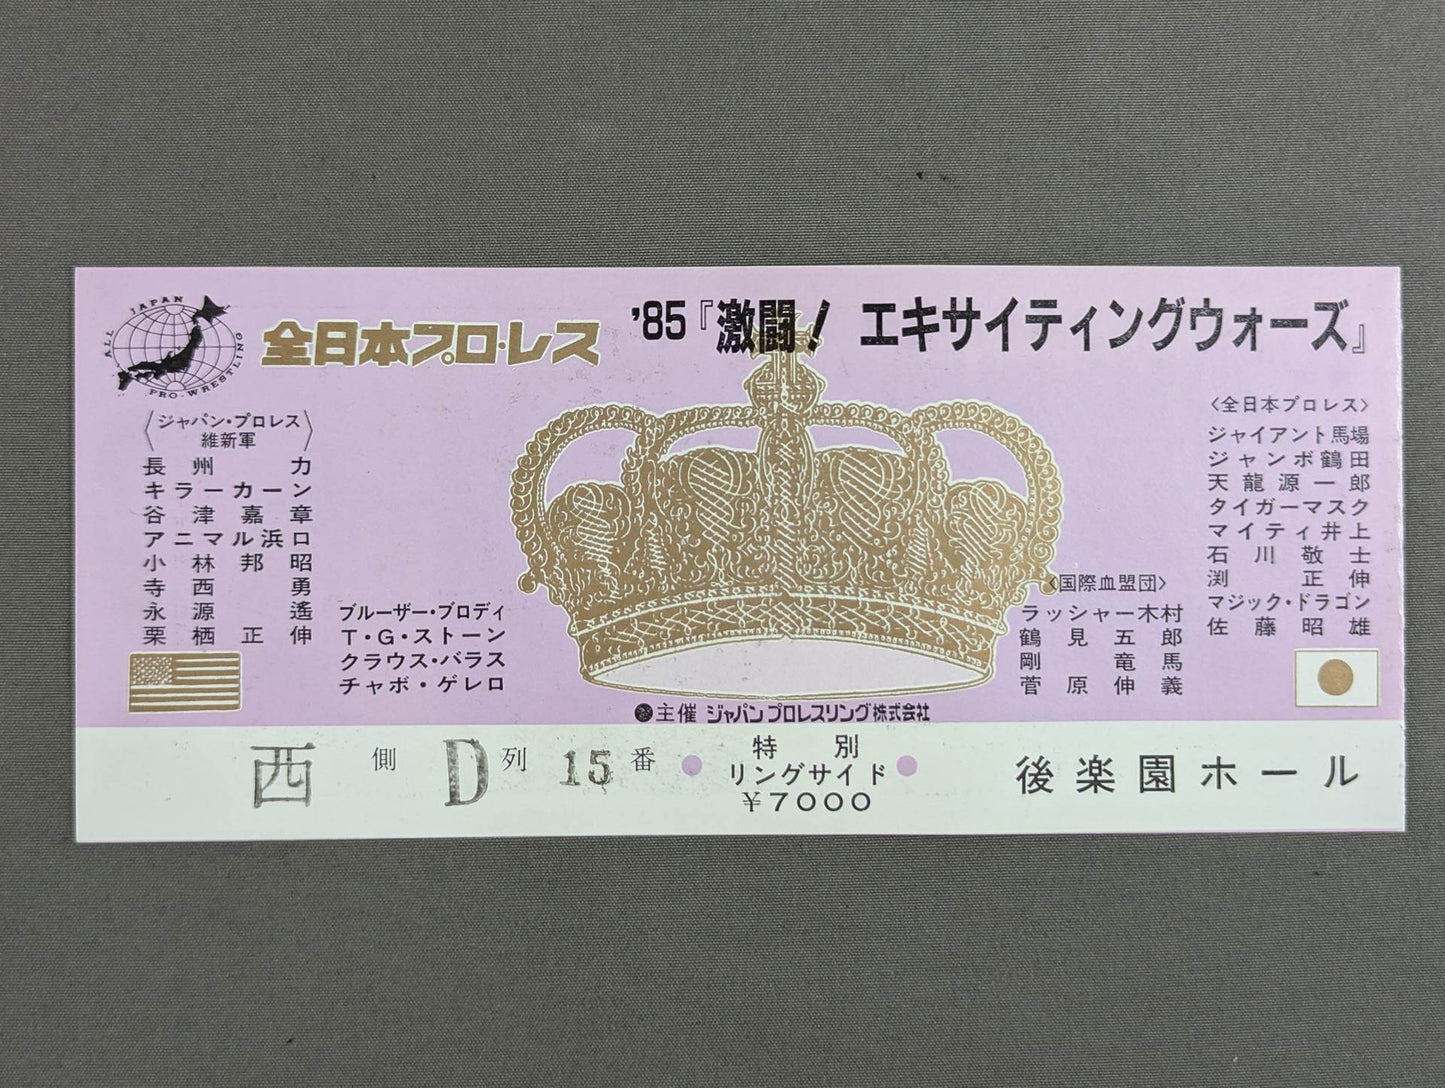 ALL JAPAN
PRO-WRESTLING
全日本プロ・レス
'85『激闘! エキサイティングウォーズ』
〈ジャパン・プロレス
維新軍〉
長州力
キラーカーン
谷津嘉章
アニマル浜口
小林邦昭
寺西勇
永源遙
栗栖正伸
ブルーザー・ブロディ
T・G・ストーン
クラウス・バラス
チャボ・ゲレロ
〈全日本プロレス〉
ジャイアント馬場
ジャンボ鶴田
天龍源一郎
タイガーマスク
マイティ井上
石川敬士
渕正伸
マジック・ドラゴン
佐藤昭雄
〈国際血盟団〉
ラッシャー木村
鶴見五郎
剛竜馬
菅原伸義
●主催 ジャパンプロレスリング株式会社
西側 D列 15番
特別
リングサイド
¥7000
後楽園ホール